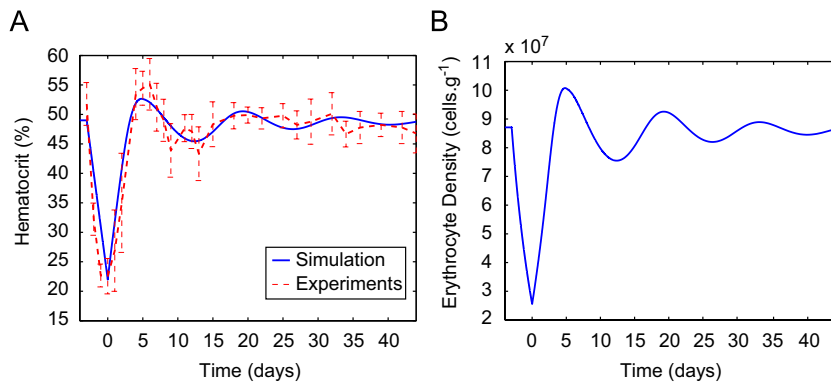 A
60
55
50
45
40
35
30
25
20
15
Hematocrit (%)
Simulation
Experiments
0 5 10 15 20 25 30 35 40
Time (days)
B
x 10⁷
11
10
9
8
7
6
5
4
3
2
Erythrocyte Density (cells.g⁻¹)
0 5 10 15 20 25 30 35 40
Time (days)